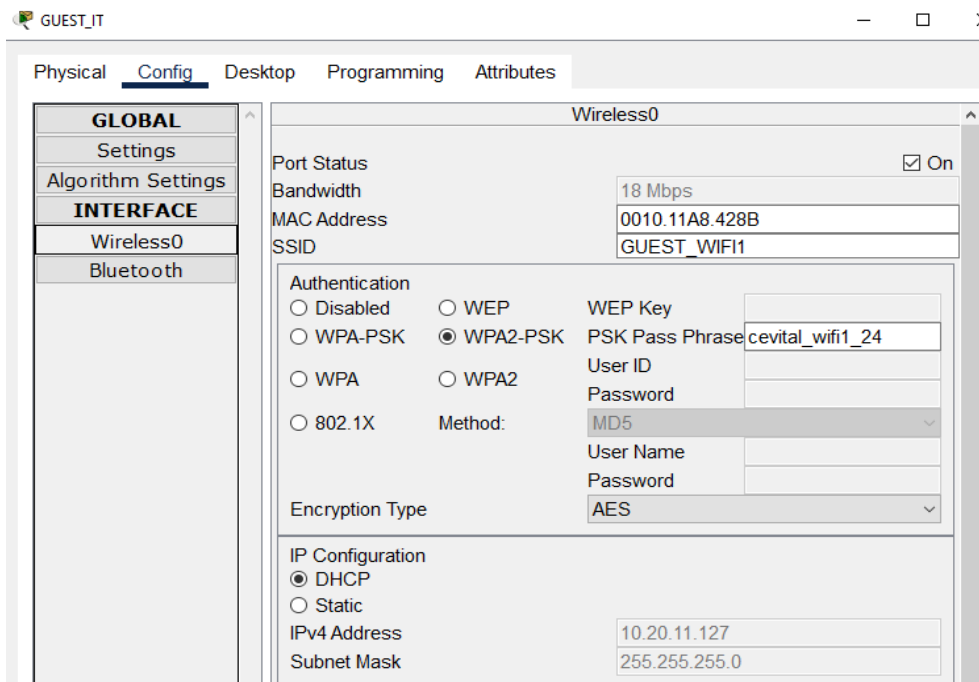 GUEST_IT
Physical Config Desktop Programming Attributes
GLOBAL
Settings
Algorithm Settings
INTERFACE
Wireless0
Bluetooth
Wireless0
Port Status On
Bandwidth 18 Mbps
MAC Address 0010.11A8.428B
SSID GUEST_WIFI1
Authentication
Disabled WEP WEP Key
WPA-PSK WPA2-PSK PSK Pass Phrase cevital_wifi1_24
User ID
WPA WPA2
Password
802.1X Method: MD5
User Name
Password
Encryption Type AES
IP Configuration
DHCP
Static
IPv4 Address 10.20.11.127
Subnet Mask 255.255.255.0